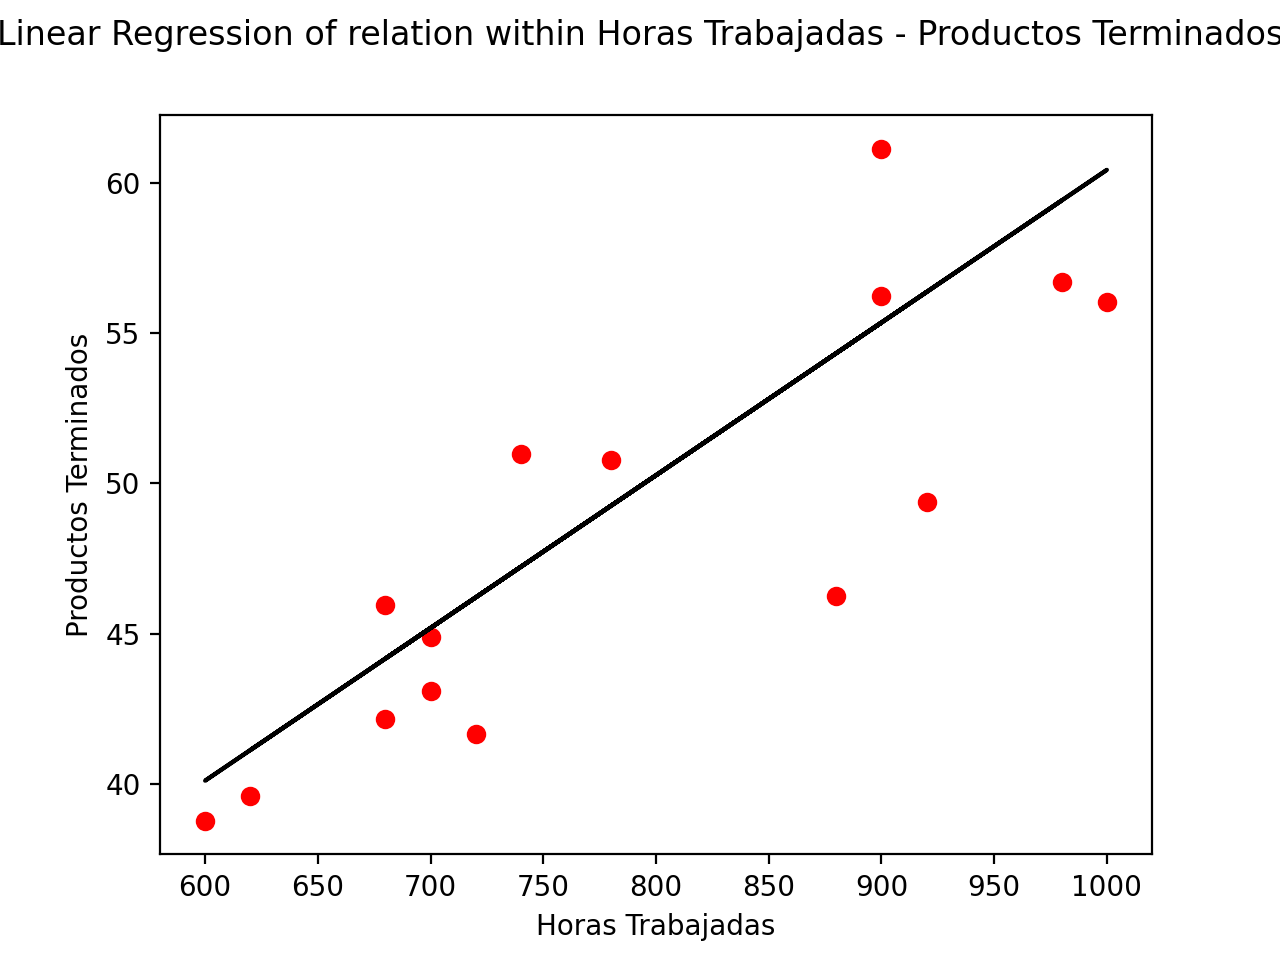 Linear Regression of relation within Horas Trabajadas - Productos Terminados
60
55
50
45
40
Productos Terminados
600 650 700 750 800 850 900 950 1000
Horas Trabajadas